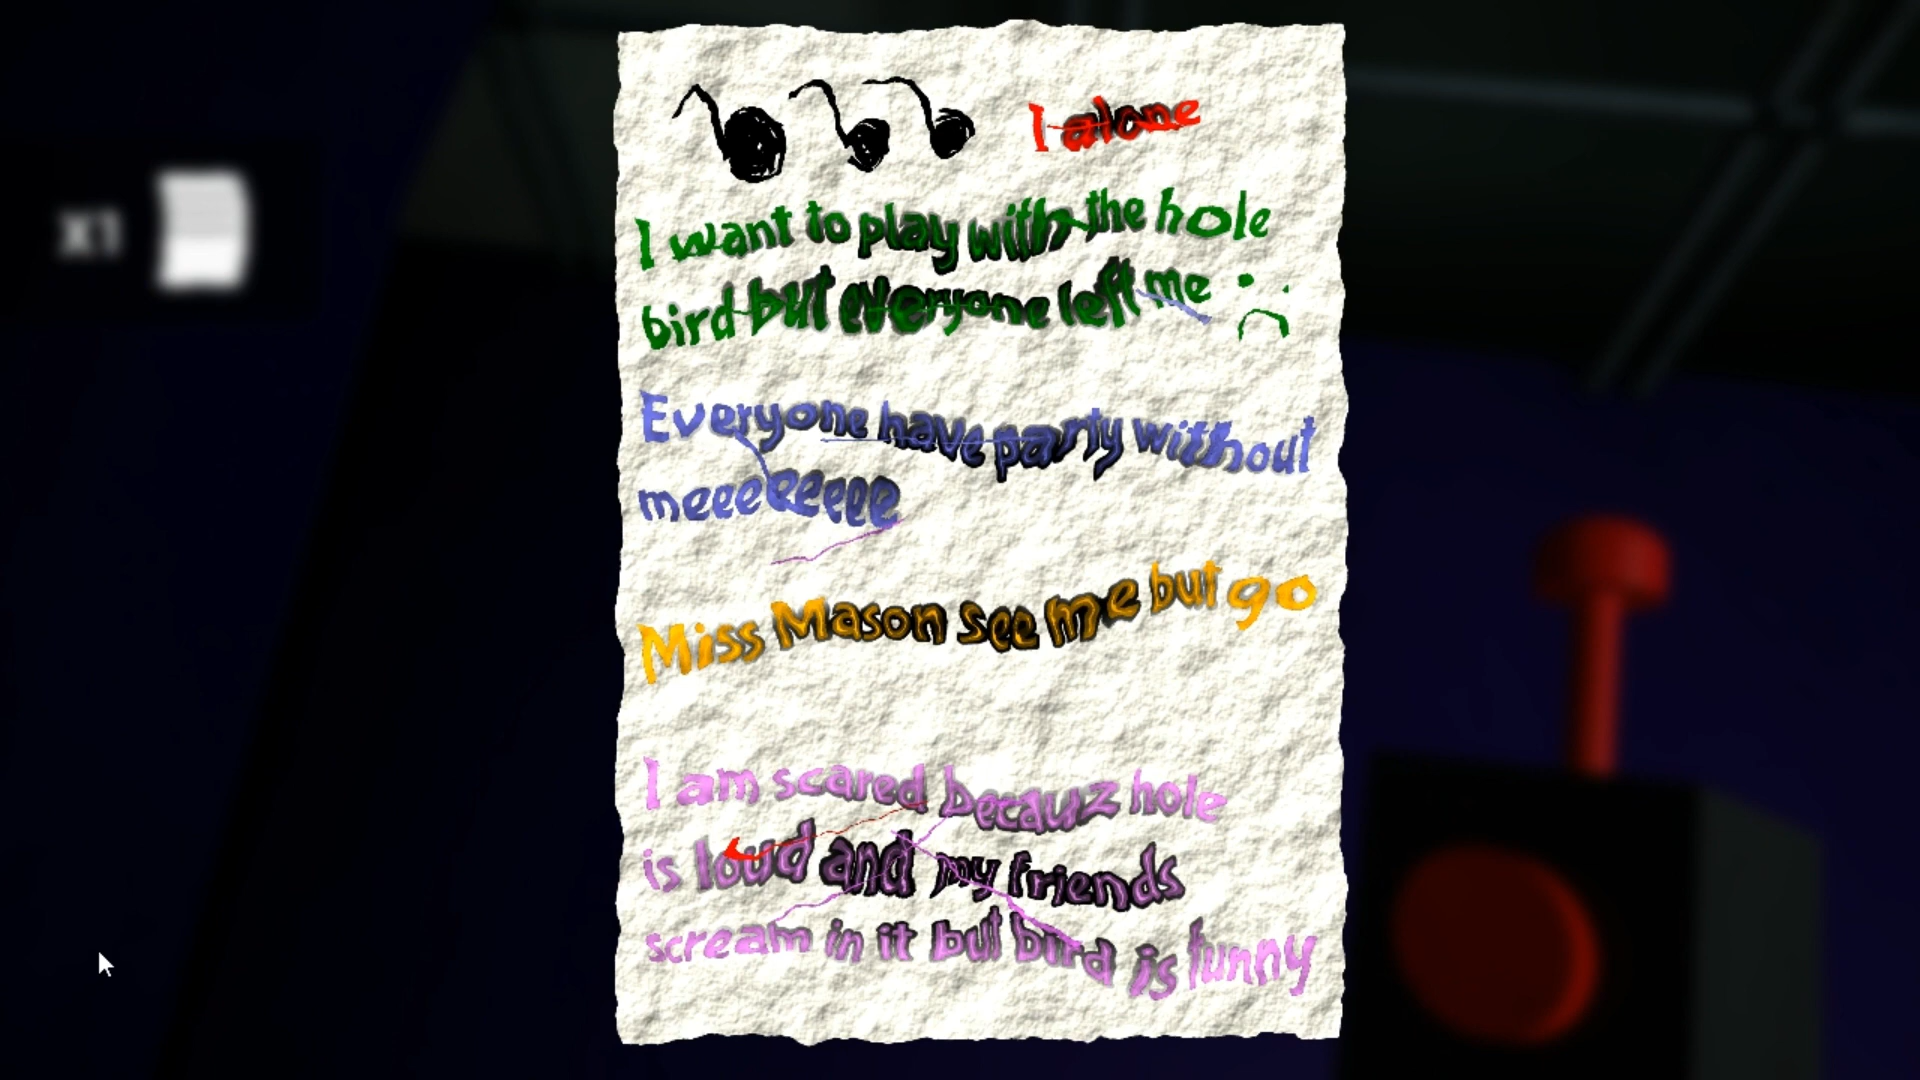 x1
I alone
I want to play with the hole
bird but everyone left me :(
Everyone have party without
meeeeeeee
Miss Mason see me but go
I am scared becauz hole
is loud and my friends
scream in it but bird is funny